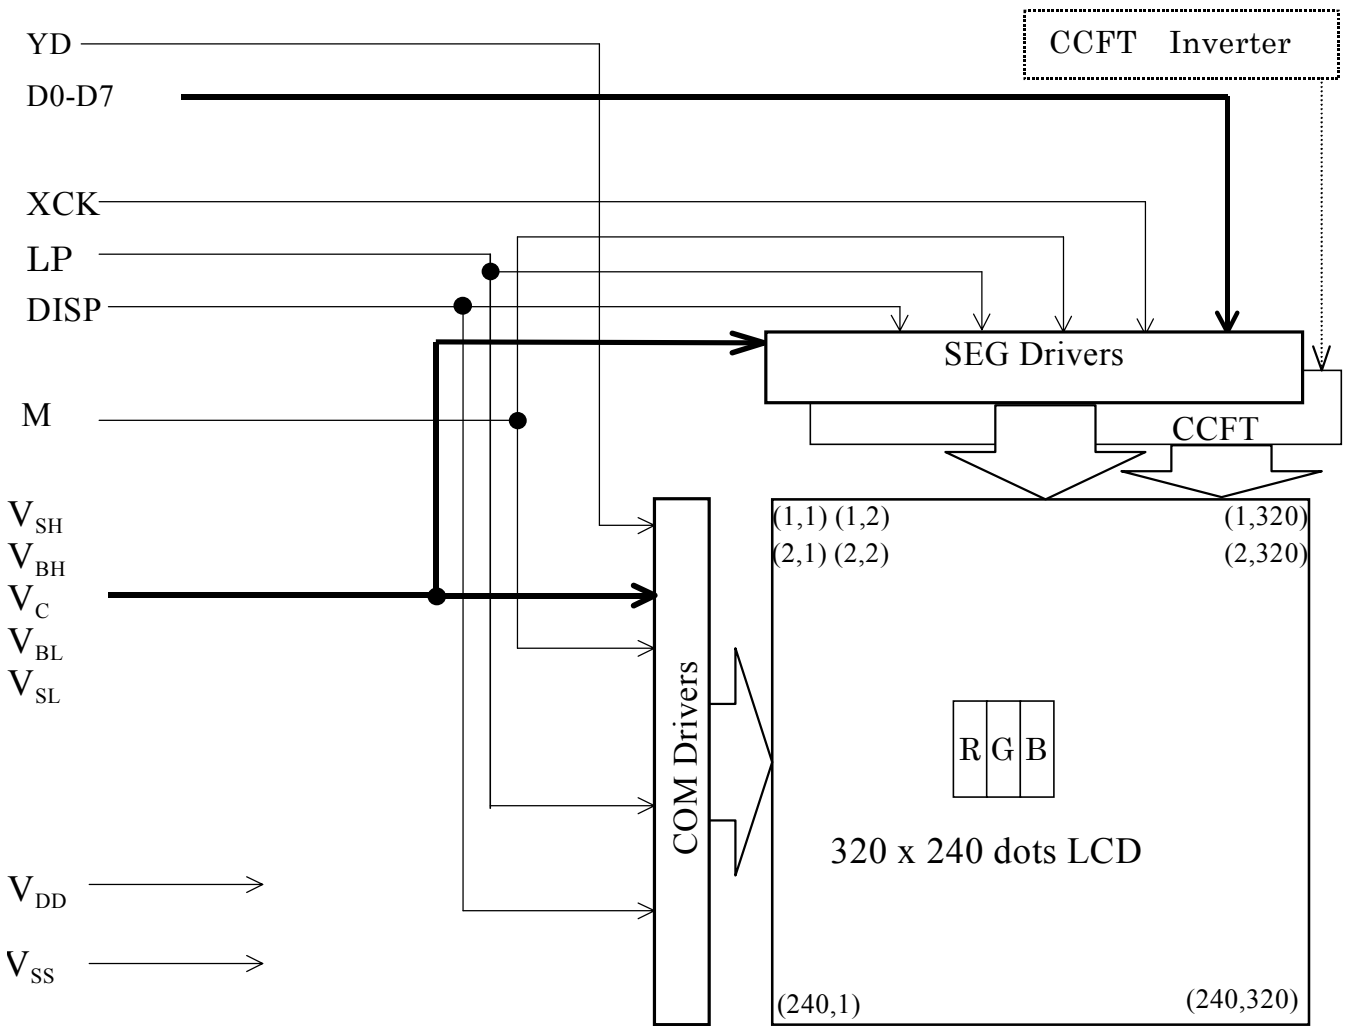 YD
CCFT Inverter
D0-D7
XCK
LP
DISP
SEG Drivers
M
CCFT
VSH
VBH
VC
VBL
VSL
(1,1) (1,2)
(1,320)
(2,1) (2,2)
(2,320)
COM Drivers
R G B
320 x 240 dots LCD
VDD
VSS
(240,1)
(240,320)